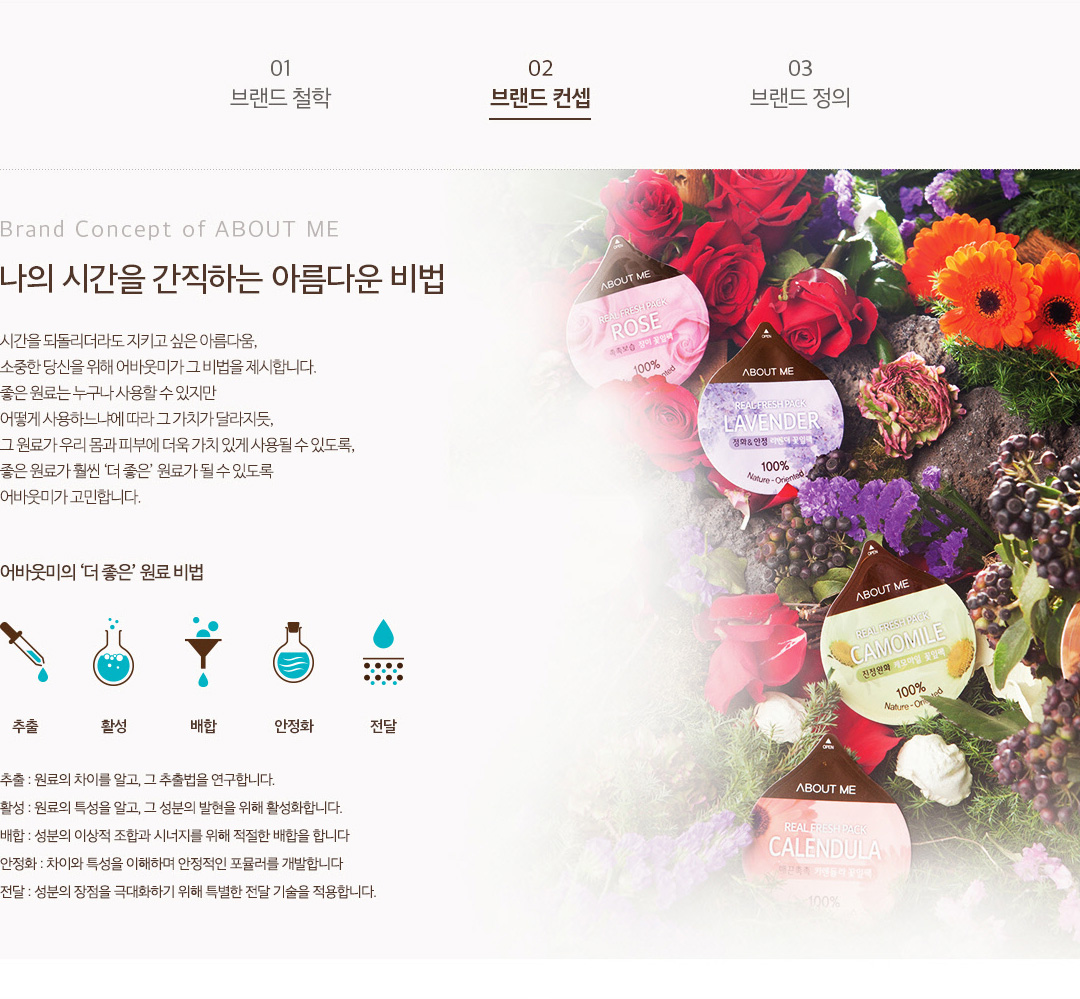 01
브랜드 철학
02
브랜드 컨셉
03
브랜드 정의
Brand Concept of ABOUT ME
나의 시간을 간직하는 아름다운 비법
시간을 되돌리더라도 지키고 싶은 아름다움,
소중한 당신을 위해 어바웃미가 그 비법을 제시합니다.
좋은 원료는 누구나 사용할 수 있지만
어떻게 사용하느냐에 따라 그 가치가 달라지듯,
그 원료가 우리 몸과 피부에 더욱 가치 있게 사용될 수 있도록,
좋은 원료가 훨씬 ‘더 좋은’ 원료가 될 수 있도록
어바웃미가 고민합니다.
어바웃미의 ‘더 좋은’ 원료 비법
추출
활성
배합
안정화
전달
추출 : 원료의 차이를 알고, 그 추출법을 연구합니다.
활성 : 원료의 특성을 알고, 그 성분의 발현을 위해 활성화합니다.
배합 : 성분의 이상적 조합과 시너지를 위해 적절한 배합을 합니다
안정화 : 차이와 특성을 이해하며 안정적인 포뮬러를 개발합니다
전달 : 성분의 장점을 극대화하기 위해 특별한 전달 기술을 적용합니다.
ABOUT ME
REAL FRESH PACK
ROSE
촉촉보습 장미 꽃잎팩
100%
OPEN
ABOUT ME
REAL FRESH PACK
LAVENDER
정화&안정 라벤더 꽃잎팩
100%
Nature-Oriented
OPEN
ABOUT ME
REAL FRESH PACK
CAMOMILE
진정완화 캐모마일 꽃잎팩
100%
OPEN
ABOUT ME
REAL FRESH PACK
CALENDULA
100%